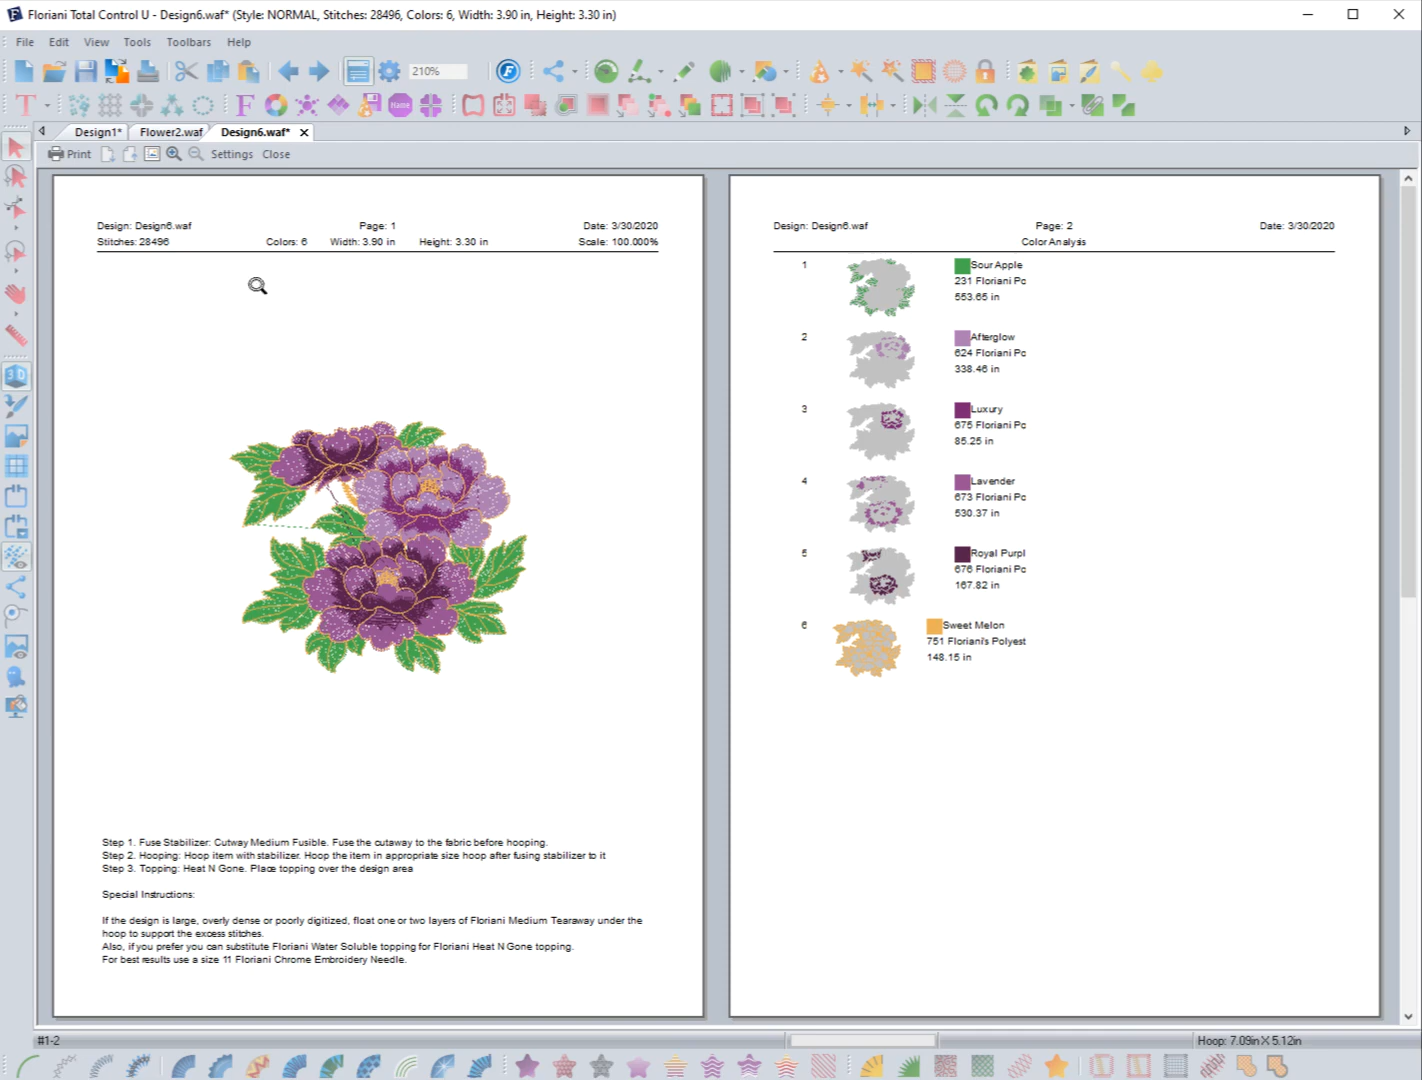 Floriani Total Control U - Design6.waf* (Style: NORMAL, Stitches: 28496, Colors: 6, Width: 3.90 in, Height: 3.30 in)
File Edit View Tools Toolbars Help
210%
Name
Design1* Flower2.waf Design6.waf*
Print Settings Close
3D
Design: Design6.waf Page: 1 Date: 3/30/2020
Stitches: 28496 Colors: 6 Width: 3.90 in Height: 3.30 in Scale: 100.000%
Step 1. Fuse Stabilizer: Cutway Medium Fusible. Fuse the cutaway to the fabric before hooping.
Step 2. Hooping: Hoop item with stabilizer. Hoop the item in appropriate size hoop after fusing stabilizer to it
Step 3. Topping: Heat N Gone. Place topping over the design area
Special Instructions:
If the design is large, overly dense or poorly digitized, float one or two layers of Floriani Medium Tearaway under the
hoop to support the excess stitches.
Also, if you prefer you can substitute Floriani Water Soluble topping for Floriani Heat N Gone topping.
For best results use a size 11 Floriani Chrome Embroidery Needle.
Design: Design6.waf Page: 2 Date: 3/30/2020
Color Analysis
1 Sour Apple
231 Floriani Pc
553.65 in
2 Afterglow
624 Floriani Pc
338.46 in
3 Luxury
675 Floriani Pc
85.25 in
4 Lavender
673 Floriani Pc
530.37 in
5 Royal Purpl
676 Floriani Pc
167.82 in
6 Sweet Melon
751 Floriani's Polyest
148.15 in
#1-2 Hoop: 7.09in X 5.12in